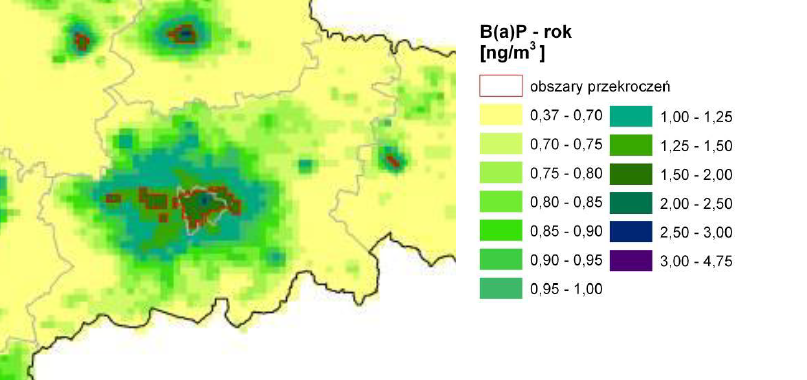 B(a)P - rok
[ng/m³]
obszary przekroczeń
0,37 - 0,70
0,70 - 0,75
0,75 - 0,80
0,80 - 0,85
0,85 - 0,90
0,90 - 0,95
0,95 - 1,00
1,00 - 1,25
1,25 - 1,50
1,50 - 2,00
2,00 - 2,50
2,50 - 3,00
3,00 - 4,75